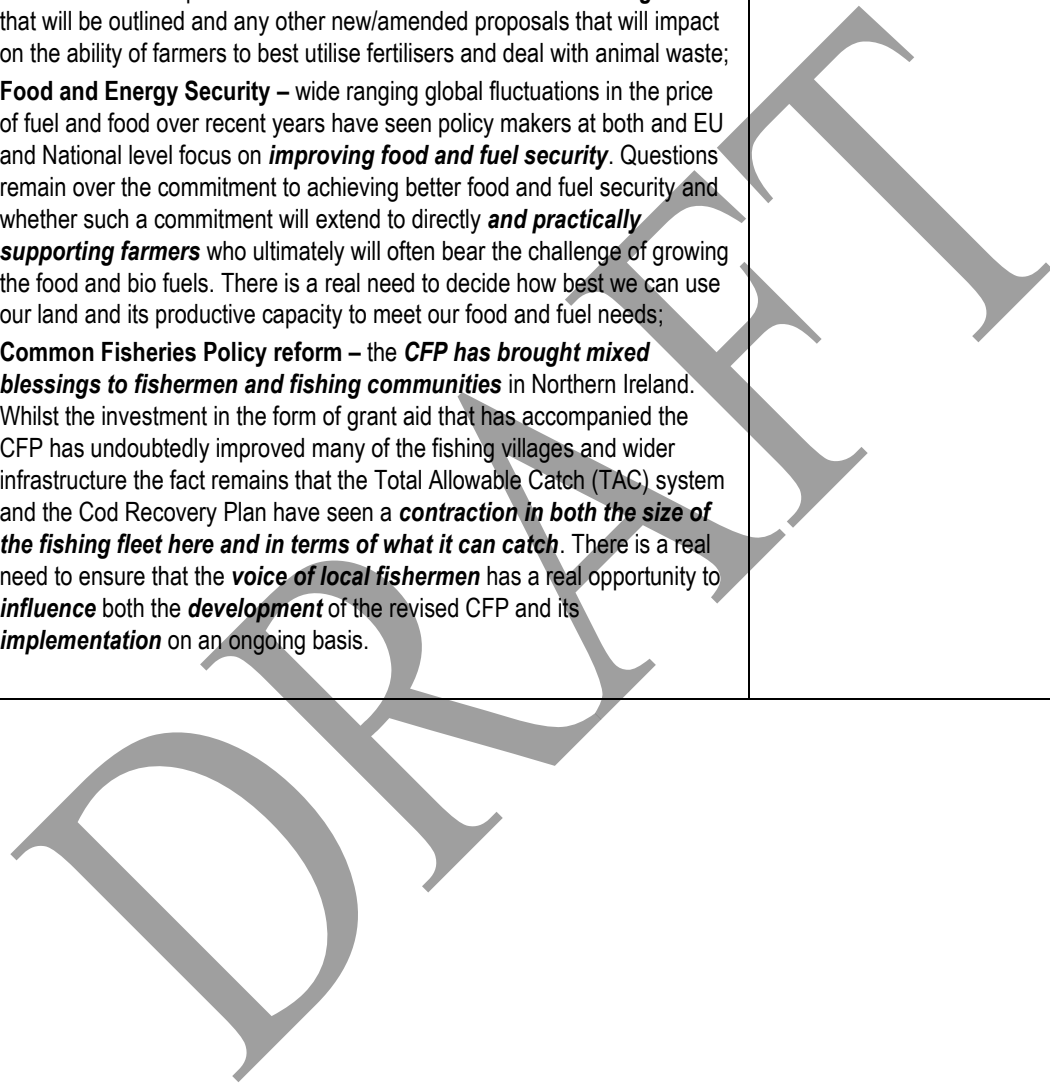 that will be outlined and any other new/amended proposals that will impact
on the ability of farmers to best utilise fertilisers and deal with animal waste;
Food and Energy Security – wide ranging global fluctuations in the price
of fuel and food over recent years have seen policy makers at both and EU
and National level focus on improving food and fuel security. Questions
remain over the commitment to achieving better food and fuel security and
whether such a commitment will extend to directly and practically
supporting farmers who ultimately will often bear the challenge of growing
the food and bio fuels. There is a real need to decide how best we can use
our land and its productive capacity to meet our food and fuel needs;
Common Fisheries Policy reform – the CFP has brought mixed
blessings to fishermen and fishing communities in Northern Ireland.
Whilst the investment in the form of grant aid that has accompanied the
CFP has undoubtedly improved many of the fishing villages and wider
infrastructure the fact remains that the Total Allowable Catch (TAC) system
and the Cod Recovery Plan have seen a contraction in both the size of
the fishing fleet here and in terms of what it can catch. There is a real
need to ensure that the voice of local fishermen has a real opportunity to
influence both the development of the revised CFP and its
implementation on an ongoing basis.
DRAFT